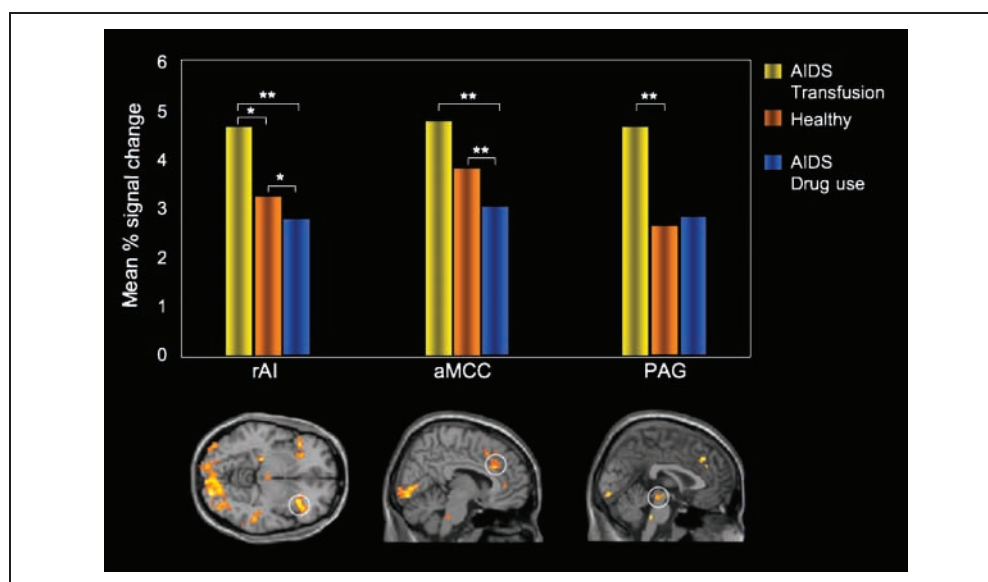 6
5
4
3
2
1
0
Mean % signal change
** 
*
*
**
**
**
rAI
aMCC
PAG
AIDS
Transfusion
Healthy
AIDS
Drug use